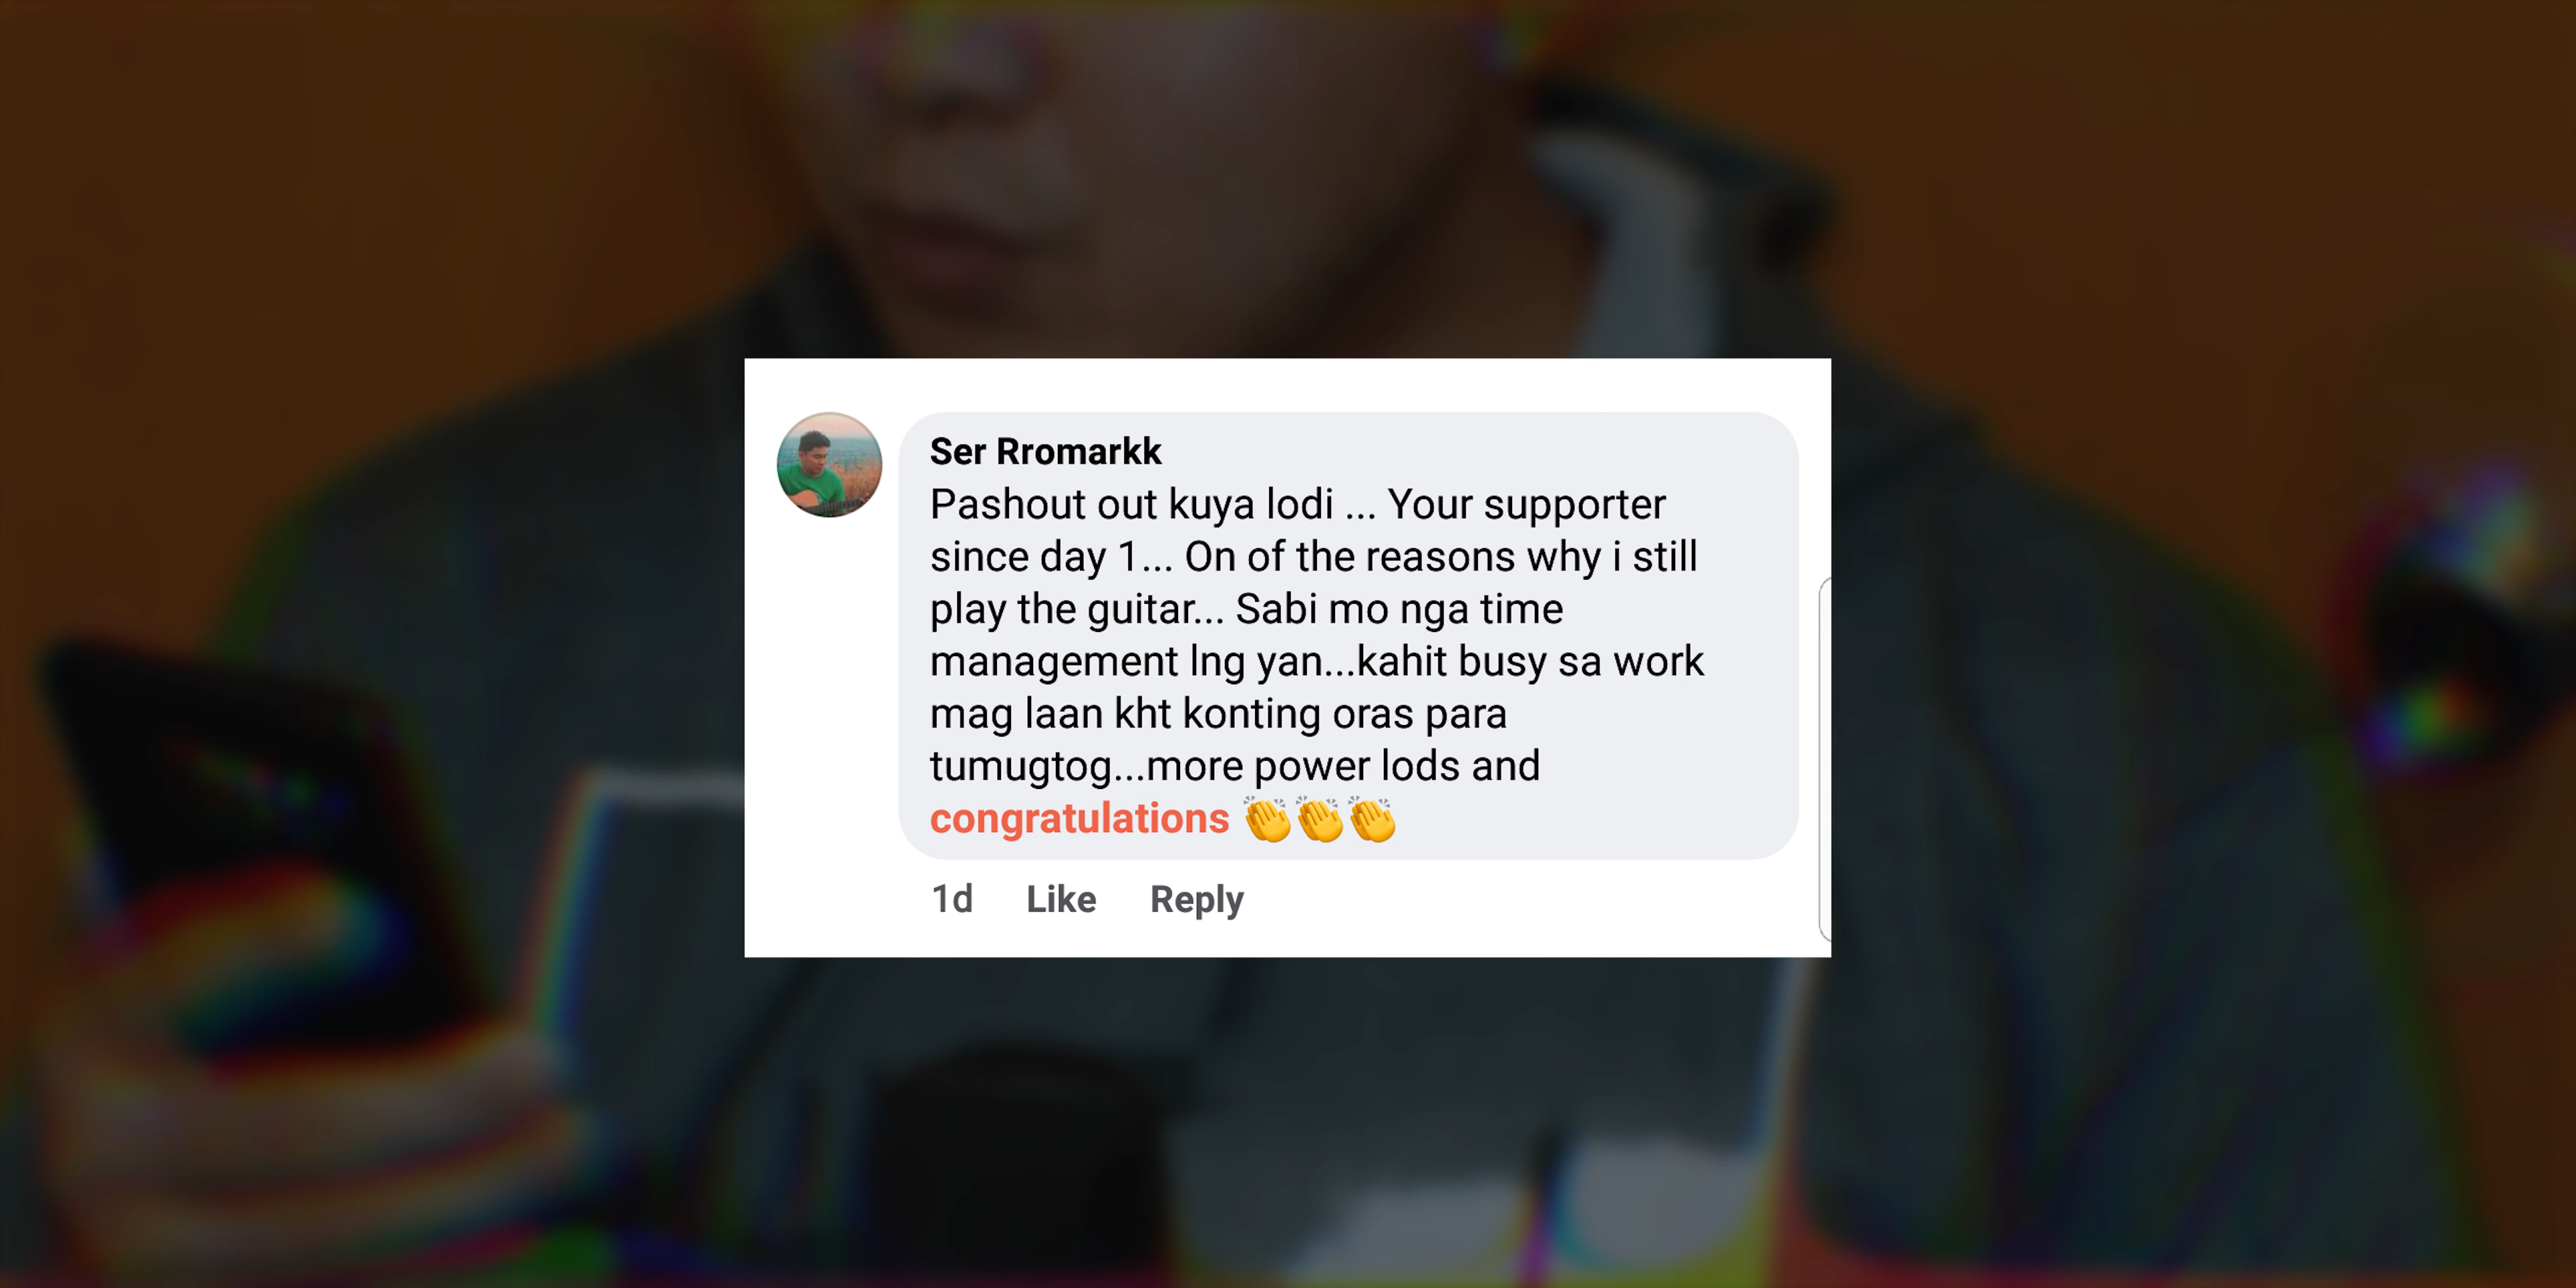 Ser Rromarkk
Pashout out kuya lodi ... Your supporter
since day 1... On of the reasons why i still
play the guitar... Sabi mo nga time
management lng yan...kahit busy sa work
mag laan kht konting oras para
tumugtog...more power lods and
congratulations 👏👏👏
1d Like Reply